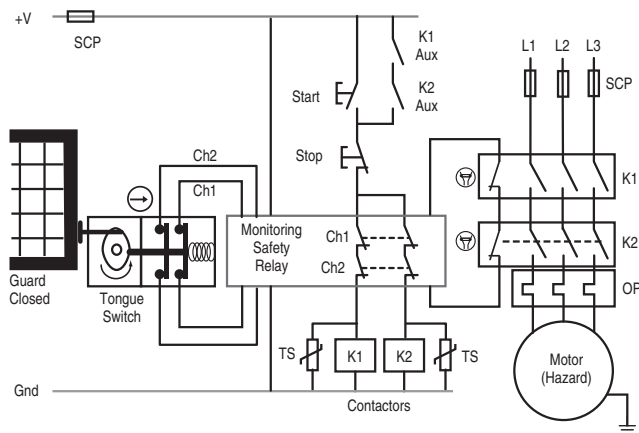 +V
SCP
K1
Aux
K2
Aux
Start
Stop
L1 L2 L3
SCP
Ch2
Ch1
K1
Monitoring
Safety
Relay
Ch1
Ch2
K2
Guard
Closed
Tongue
Switch
OP
TS
K1
K2
TS
Motor
(Hazard)
Gnd
Contactors